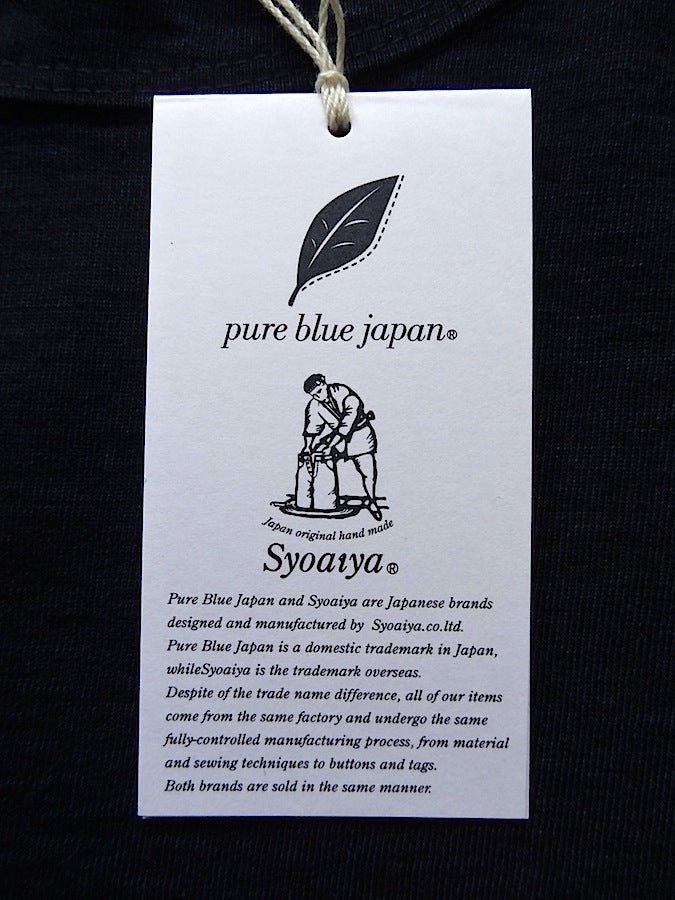 pure blue japan®
Japan original hand made
Syoaiya®
Pure Blue Japan and Syoaiya are Japanese brands
designed and manufactured by Syoaiya.co.ltd.
Pure Blue Japan is a domestic trademark in Japan,
whileSyoaiya is the trademark overseas.
Despite of the trade name difference, all of our items
come from the same factory and undergo the same
fully-controlled manufacturing process, from material
and sewing techniques to buttons and tags.
Both brands are sold in the same manner.